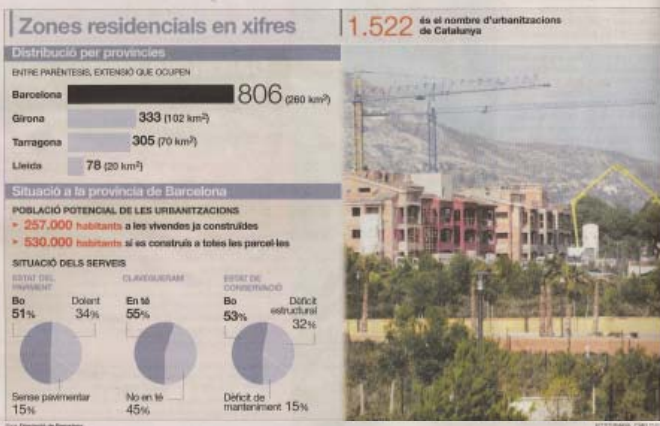 Zones residencials en xifres
1.522 és el nombre d'urbanitzacions
de Catalunya
Distribució per províncies
ENTRE PARÈNTESIS, EXTENSIÓ QUE OCUPEN
Barcelona 806 (260 km²)
Girona 333 (102 km²)
Tarragona 305 (70 km²)
Lleida 78 (20 km²)
Situació a la província de Barcelona
POBLACIÓ POTENCIAL DE LES URBANITZACIONS
257.000 habitants a les vivendes ja construïdes
530.000 habitants si es construís a totes les parcel·les
SITUACIÓ DELS SERVEIS
ESTAT DEL
PAVIMENT
Bo
51%
Dolent
34%
Sense pavimentar
15%
CLAVEGUERAM
En té
55%
No en té
45%
ESTAT DE
CONSERVACIÓ
Bo
53%
Dèficit
estructural
32%
Dèficit de
manteniment 15%